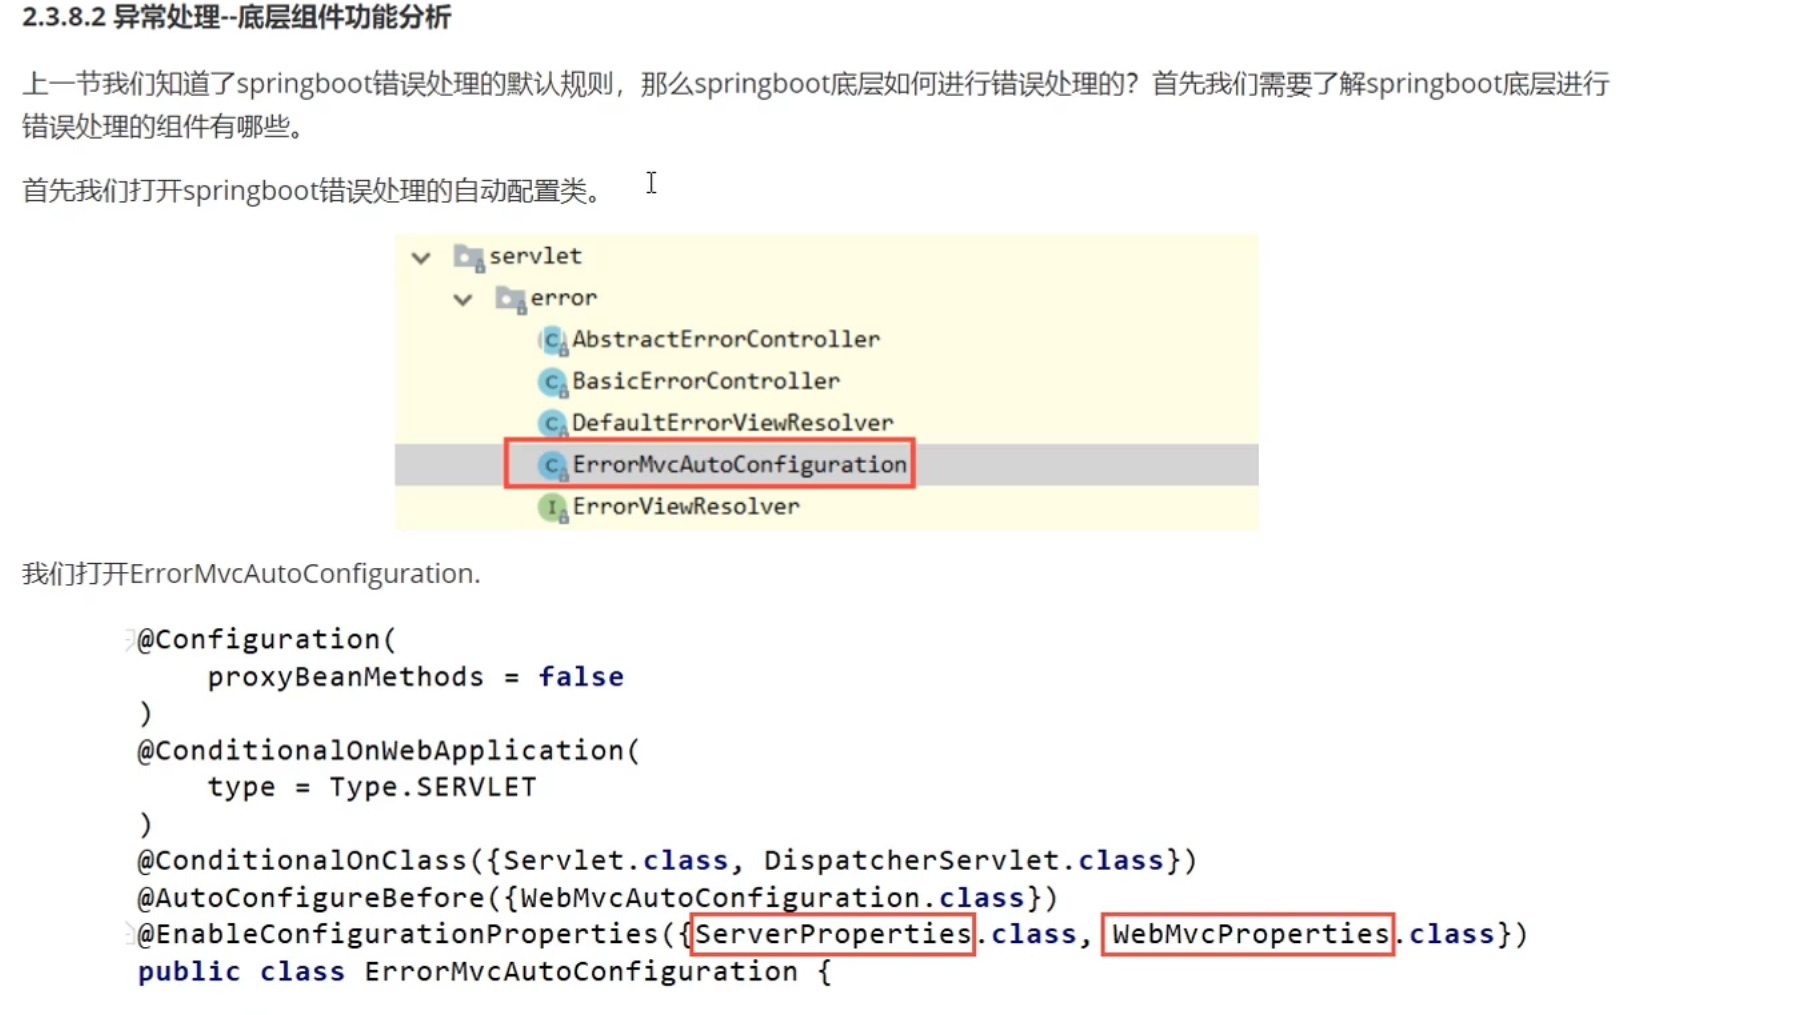 2.3.8.2 异常处理--底层组件功能分析
上一节我们知道了springboot错误处理的默认规则，那么springboot底层如何进行错误处理的？首先我们需要了解springboot底层进行
错误处理的组件有哪些。
首先我们打开springboot错误处理的自动配置类。
servlet
error
AbstractErrorController
BasicErrorController
DefaultErrorViewResolver
ErrorMvcAutoConfiguration
ErrorViewResolver
我们打开ErrorMvcAutoConfiguration.
@Configuration(
    proxyBeanMethods = false
)
@ConditionalOnWebApplication(
    type = Type.SERVLET
)
@ConditionalOnClass({Servlet.class, DispatcherServlet.class})
@AutoConfigureBefore({WebMvcAutoConfiguration.class})
@EnableConfigurationProperties({ServerProperties.class, WebMvcProperties.class})
public class ErrorMvcAutoConfiguration {